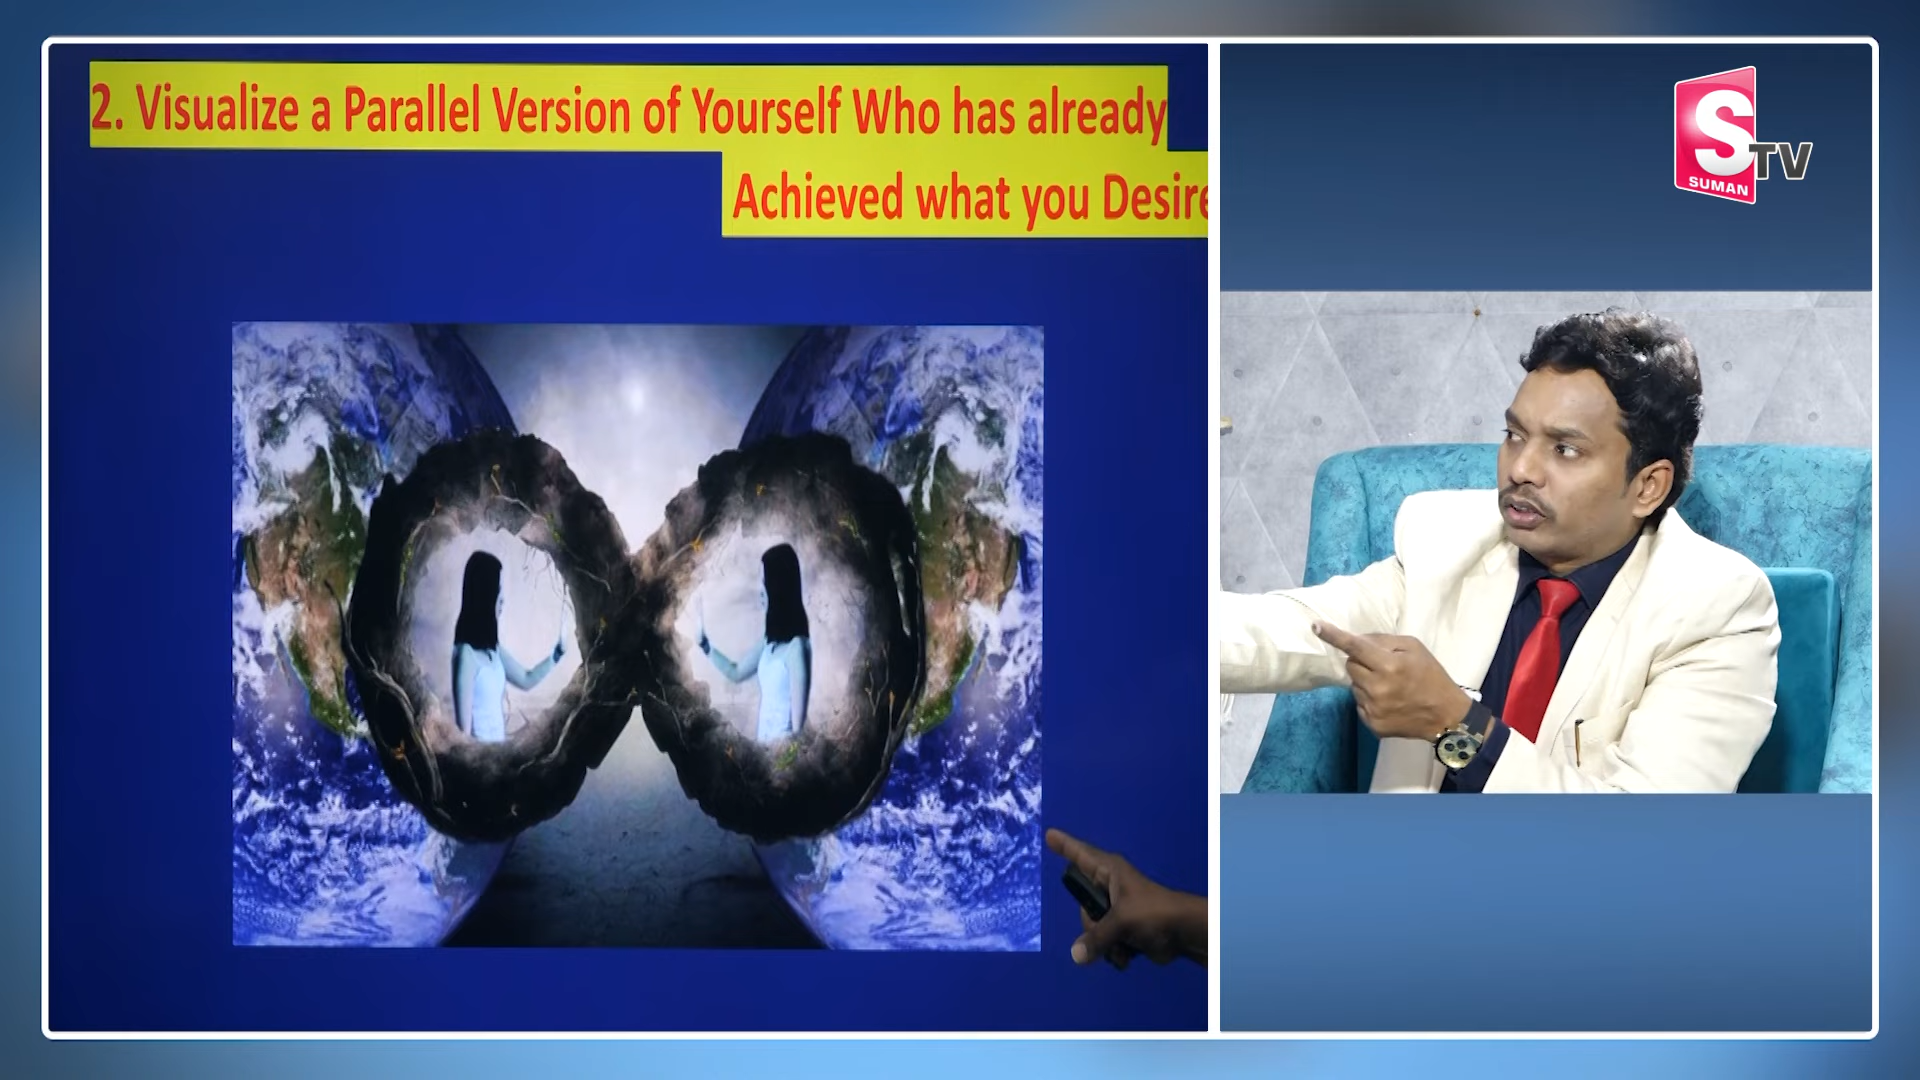 2. Visualize a Parallel Version of Yourself Who has already
Achieved what you Desire
S TV
SUMAN